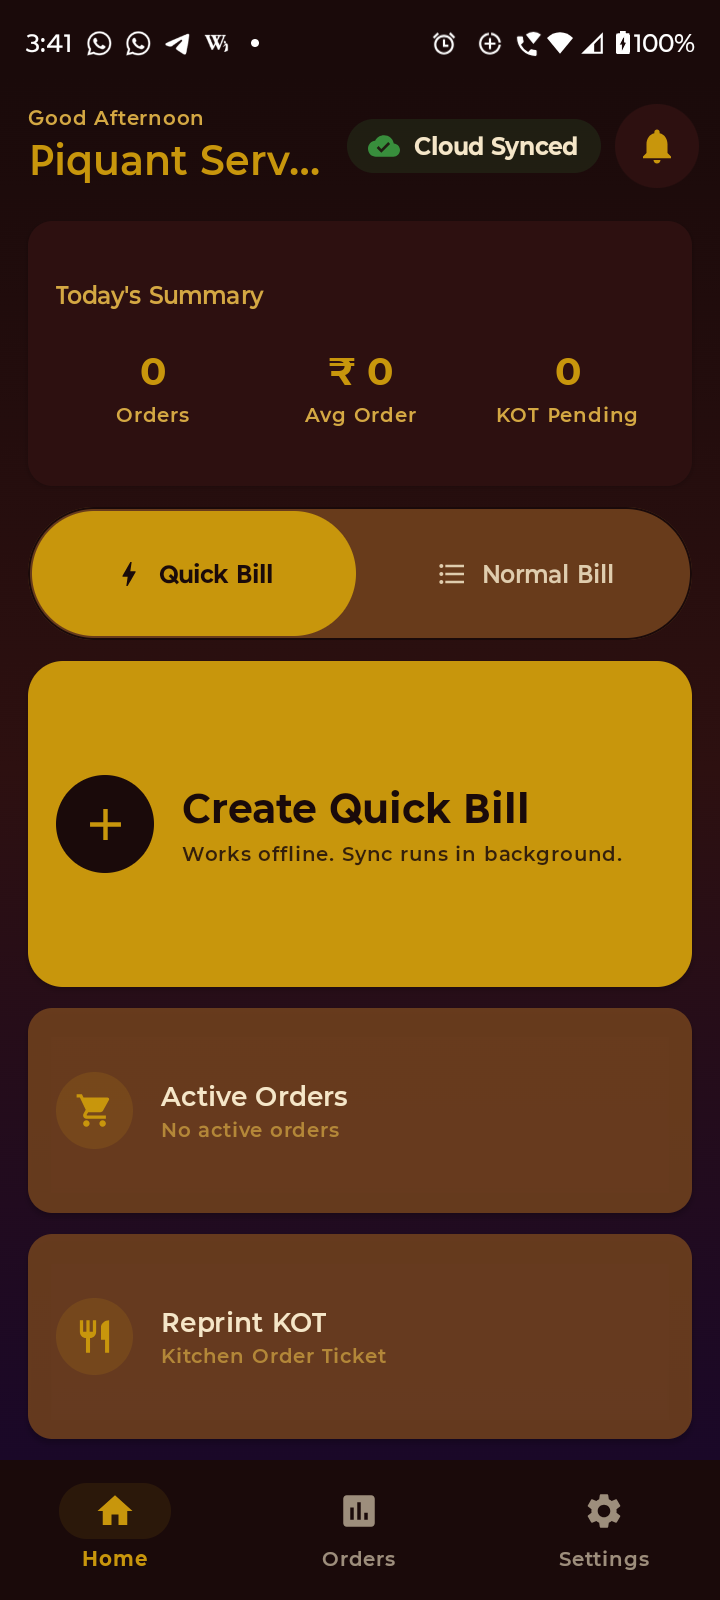 3:41 100%
Good Afternoon
Piquant Serv...
Cloud Synced
Today's Summary
0 ₹ 0 0
Orders Avg Order KOT Pending
Quick Bill Normal Bill
Create Quick Bill
Works offline. Sync runs in background.
Active Orders
No active orders
Reprint KOT
Kitchen Order Ticket
Home Orders Settings